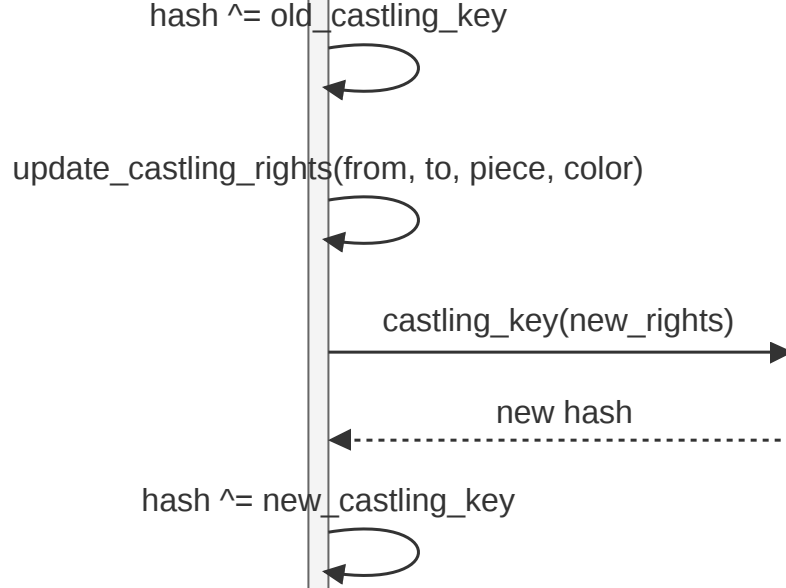 hash ^= old_castling_key
update_castling_rights(from, to, piece, color)
castling_key(new_rights)
new hash
hash ^= new_castling_key